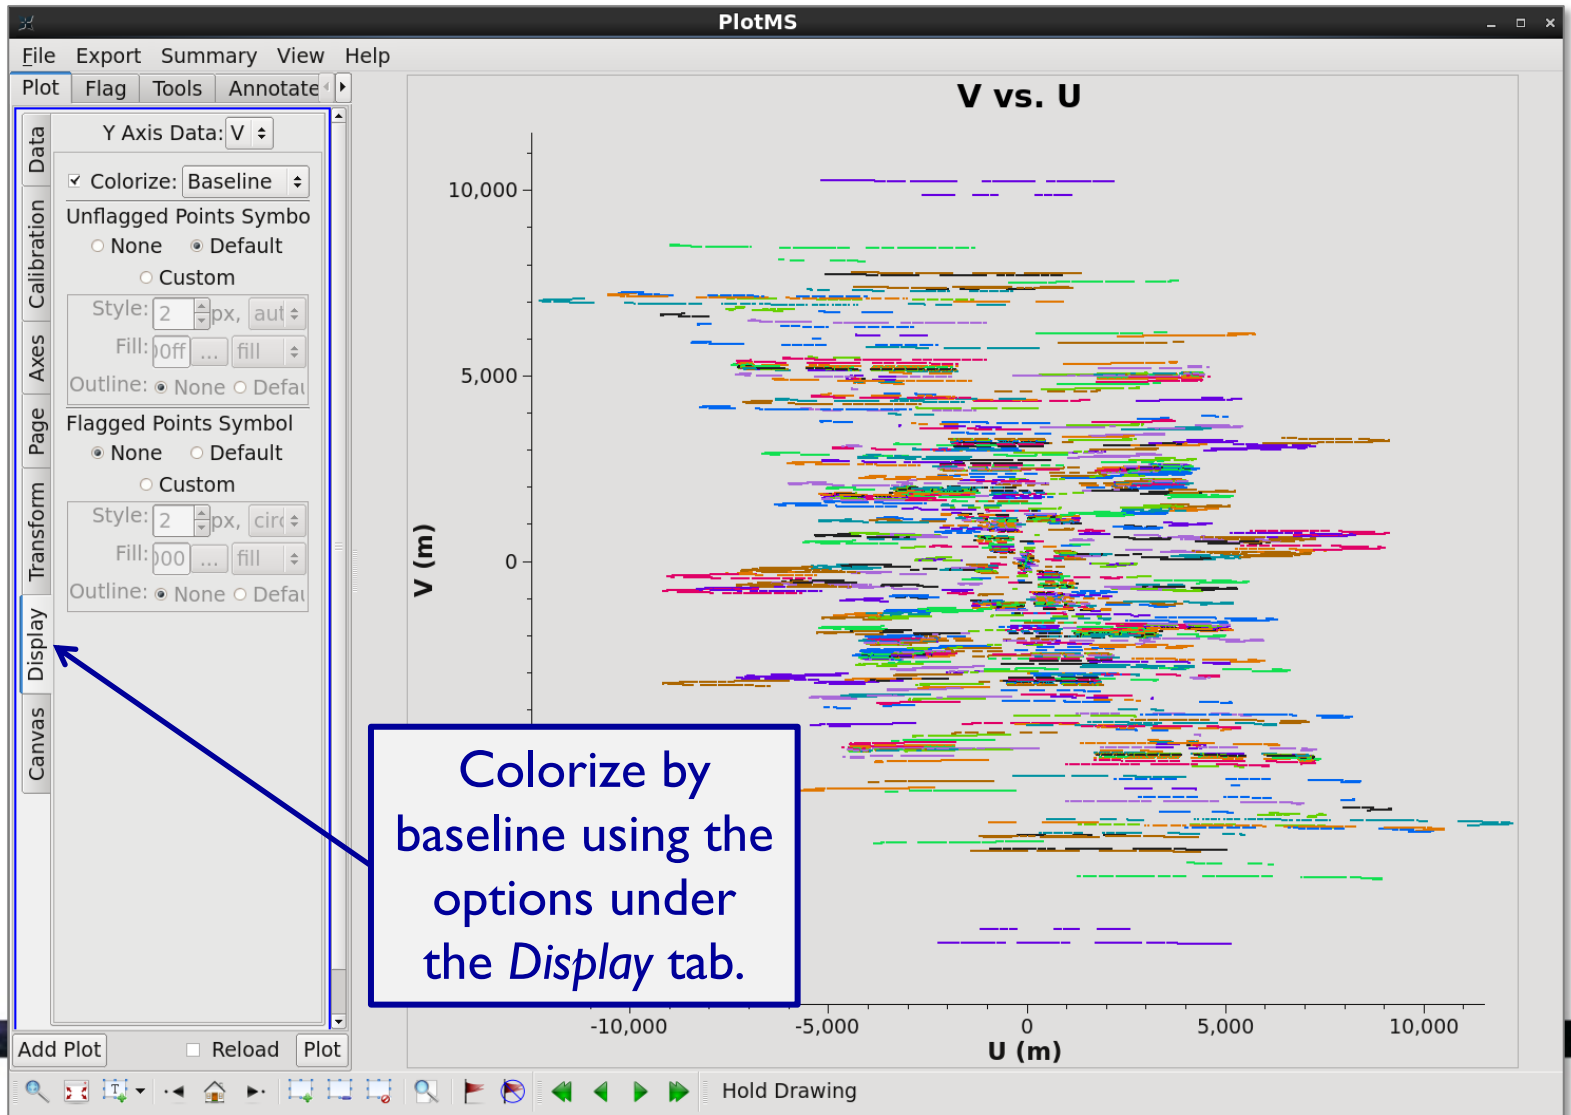 PlotMS
File Export Summary View Help
Plot Flag Tools Annotate
Data
Calibration
Axes
Page
Transform
Display
Canvas
Y Axis Data: V
Colorize: Baseline
Unflagged Points Symbo
None Default
Custom
Style: 2 px, aut
Fill: 00ff ... fill
Outline: None Defau
Flagged Points Symbol
None Default
Custom
Style: 2 px, circ
Fill: 000 ... fill
Outline: None Defau
Add Plot Reload Plot
V vs. U
V (m)
10,000
5,000
0
-10,000 -5,000 0 5,000 10,000
U (m)
Colorize by
baseline using the
options under
the Display tab.
T
Hold Drawing